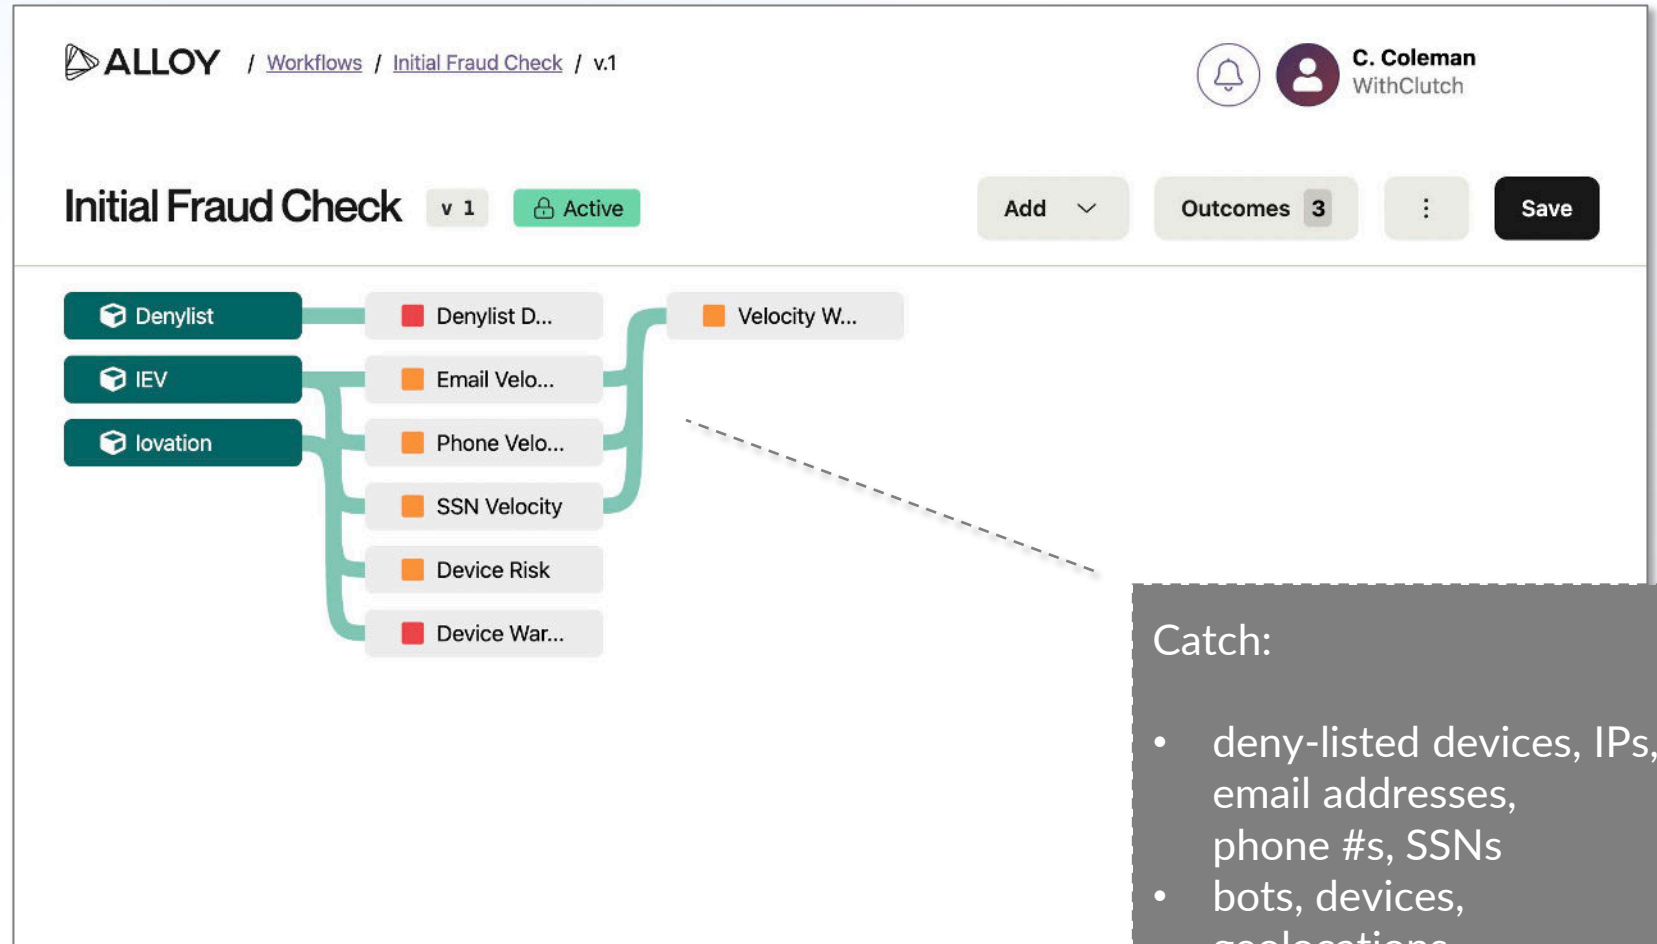 ALLOY / Workflows / Initial Fraud Check / v.1
C. Coleman
WithClutch
Initial Fraud Check v 1 Active Add Outcomes 3 Save
Denylist Denylist D... Velocity W...
IEV Email Velo...
Iovation Phone Velo...
SSN Velocity
Device Risk
Device War...
Catch:
• deny-listed devices, IPs,
email addresses,
phone #s, SSNs
• bots, devices,
geolocations